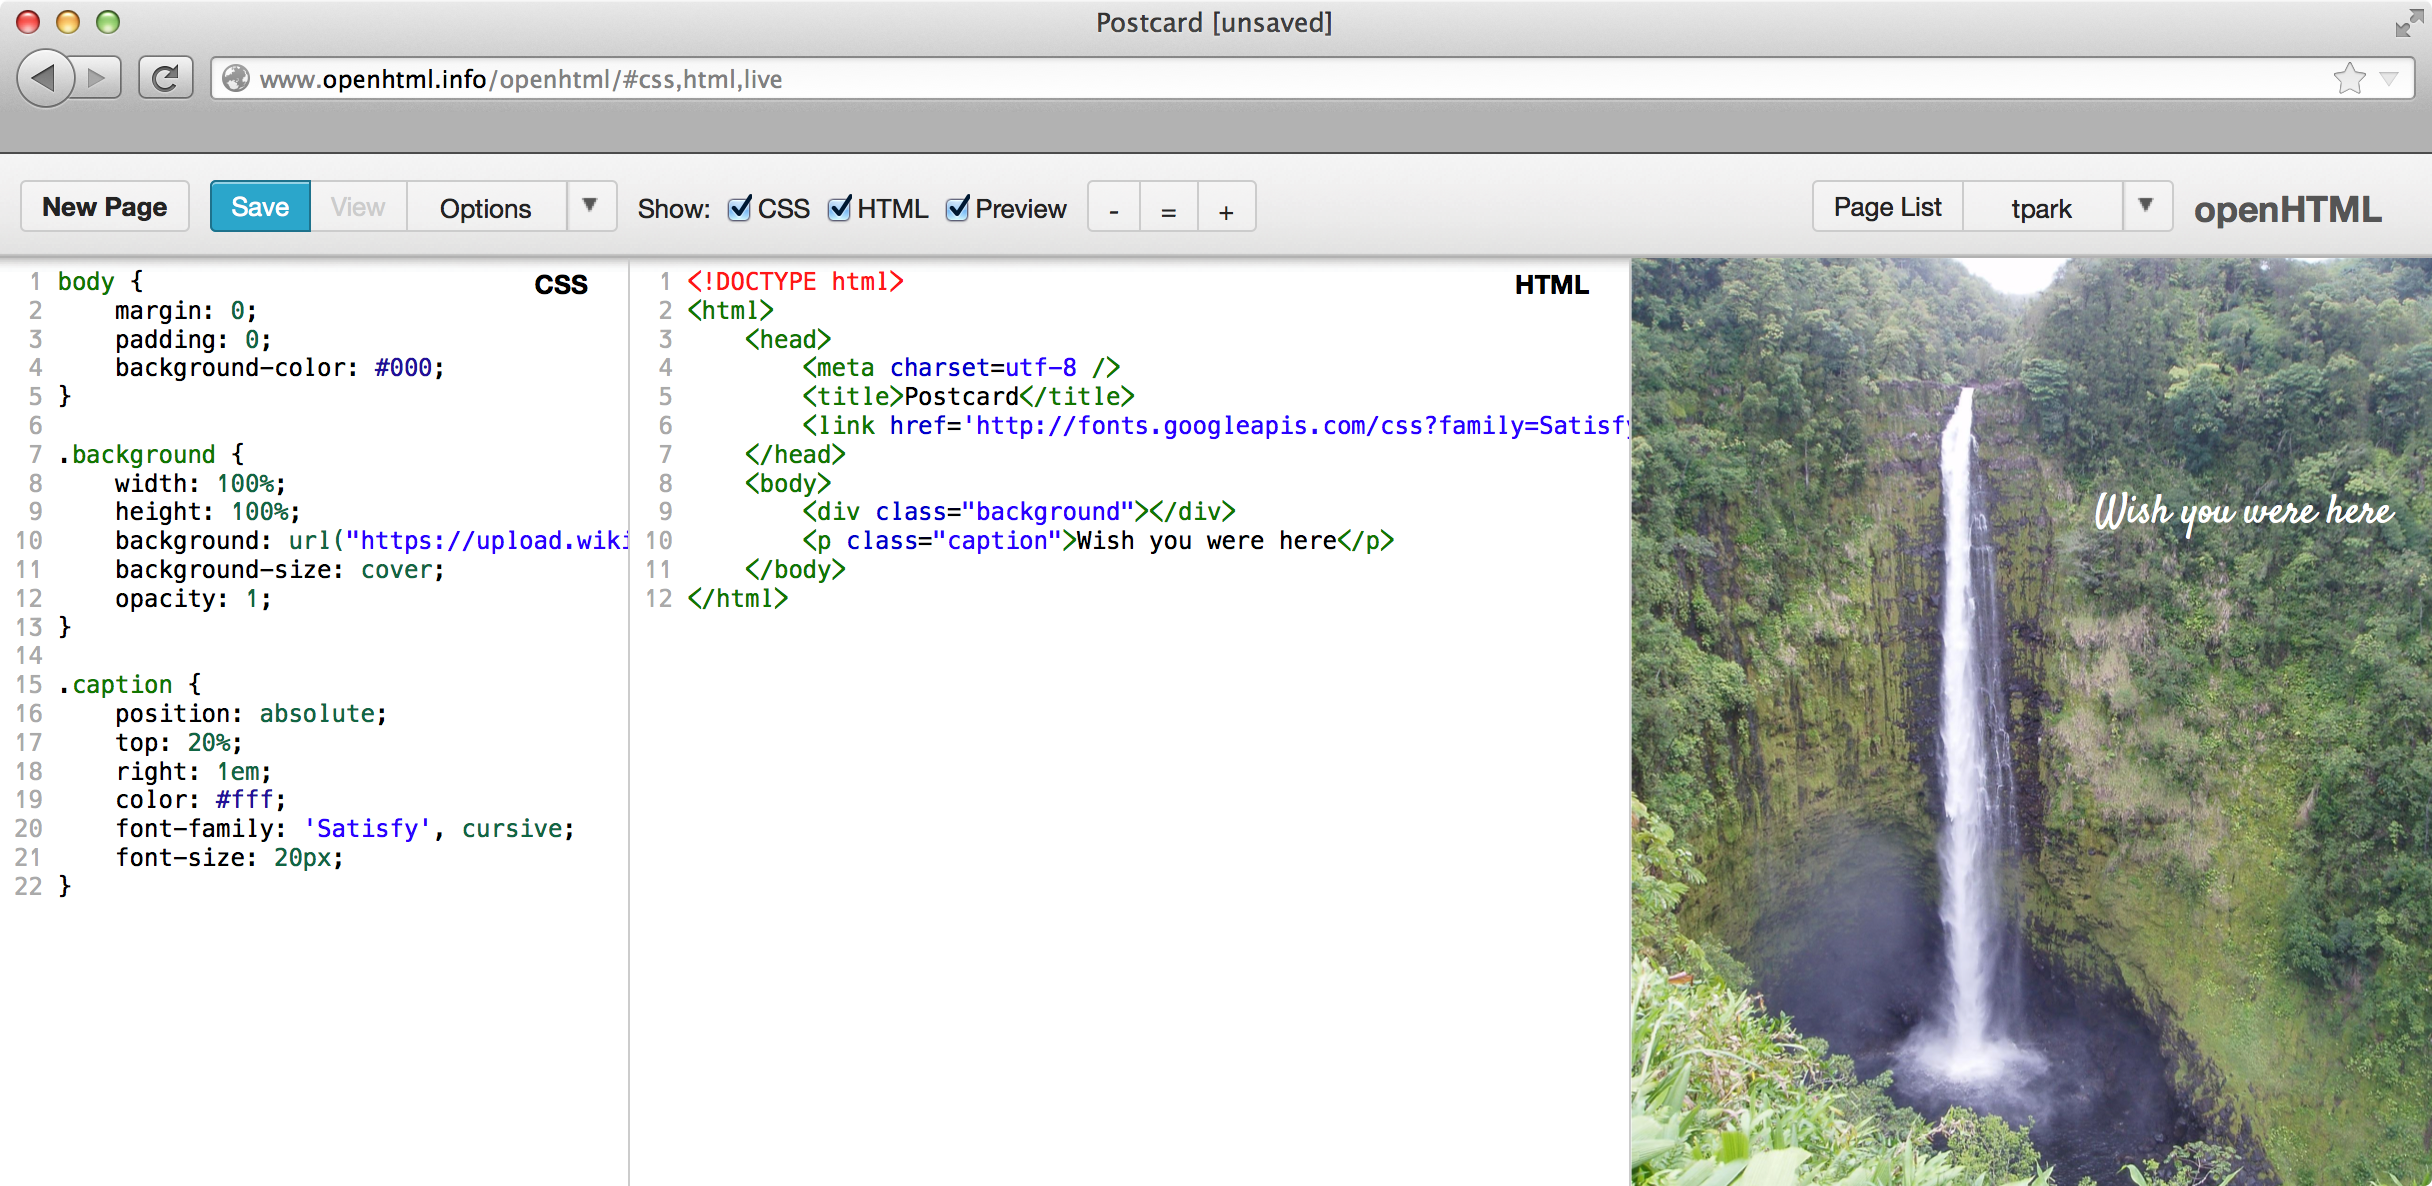 Postcard [unsaved]
www.openhtml.info/openhtml/#css,html,live
New Page Save View Options ▼ Show: CSS HTML Preview - = + Page List tpark ▼ openHTML
CSS
1 body {
2     margin: 0;
3     padding: 0;
4     background-color: #000;
5 }
6
7 .background {
8     width: 100%;
9     height: 100%;
10     background: url("https://upload.wiki
11     background-size: cover;
12     opacity: 1;
13 }
14
15 .caption {
16     position: absolute;
17     top: 20%;
18     right: 1em;
19     color: #fff;
20     font-family: 'Satisfy', cursive;
21     font-size: 20px;
22 }
HTML
1 <!DOCTYPE html>
2 <html>
3     <head>
4         <meta charset=utf-8 />
5         <title>Postcard</title>
6         <link href='http://fonts.googleapis.com/css?family=Satisfy
7     </head>
8     <body>
9         <div class="background"></div>
10         <p class="caption">Wish you were here</p>
11     </body>
12 </html>
Wish you were here